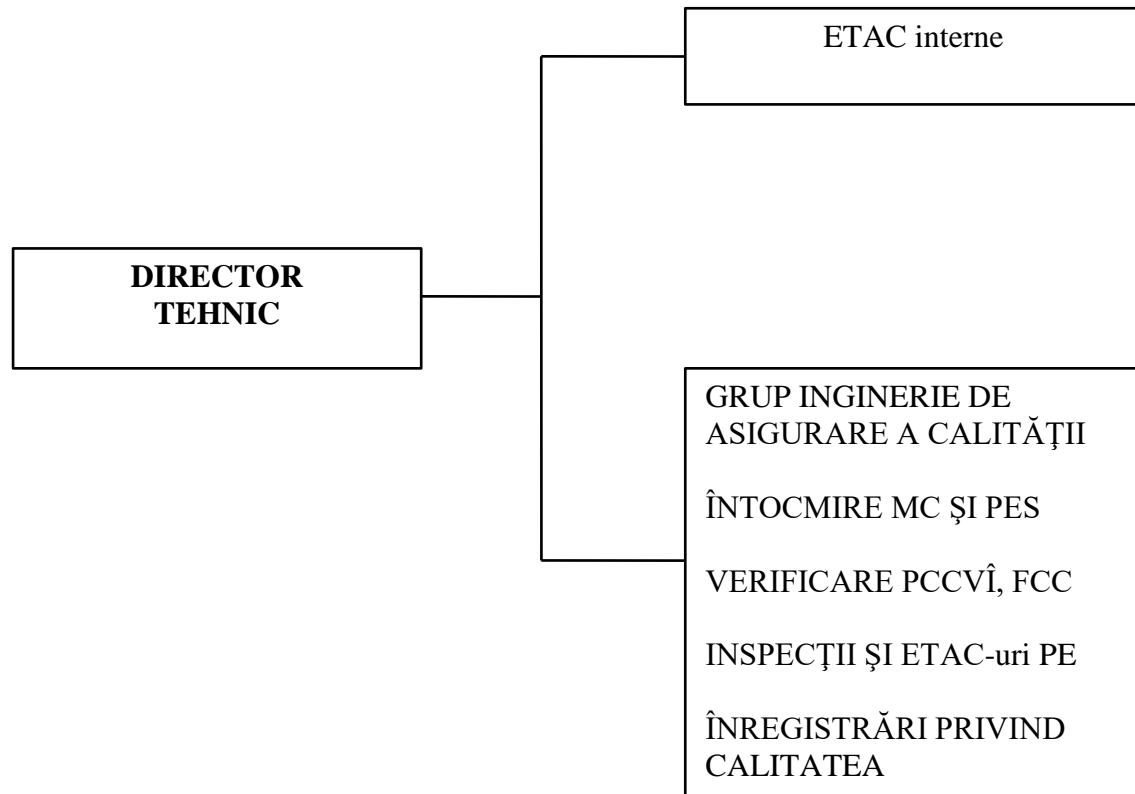 ETAC interne
DIRECTOR
TEHNIC
GRUP INGINERIE DE
ASIGURARE A CALITĂŢII
ÎNTOCMIRE MC ŞI PES
VERIFICARE PCCVÎ, FCC
INSPECŢII ŞI ETAC-uri PE
ÎNREGISTRĂRI PRIVIND
CALITATEA